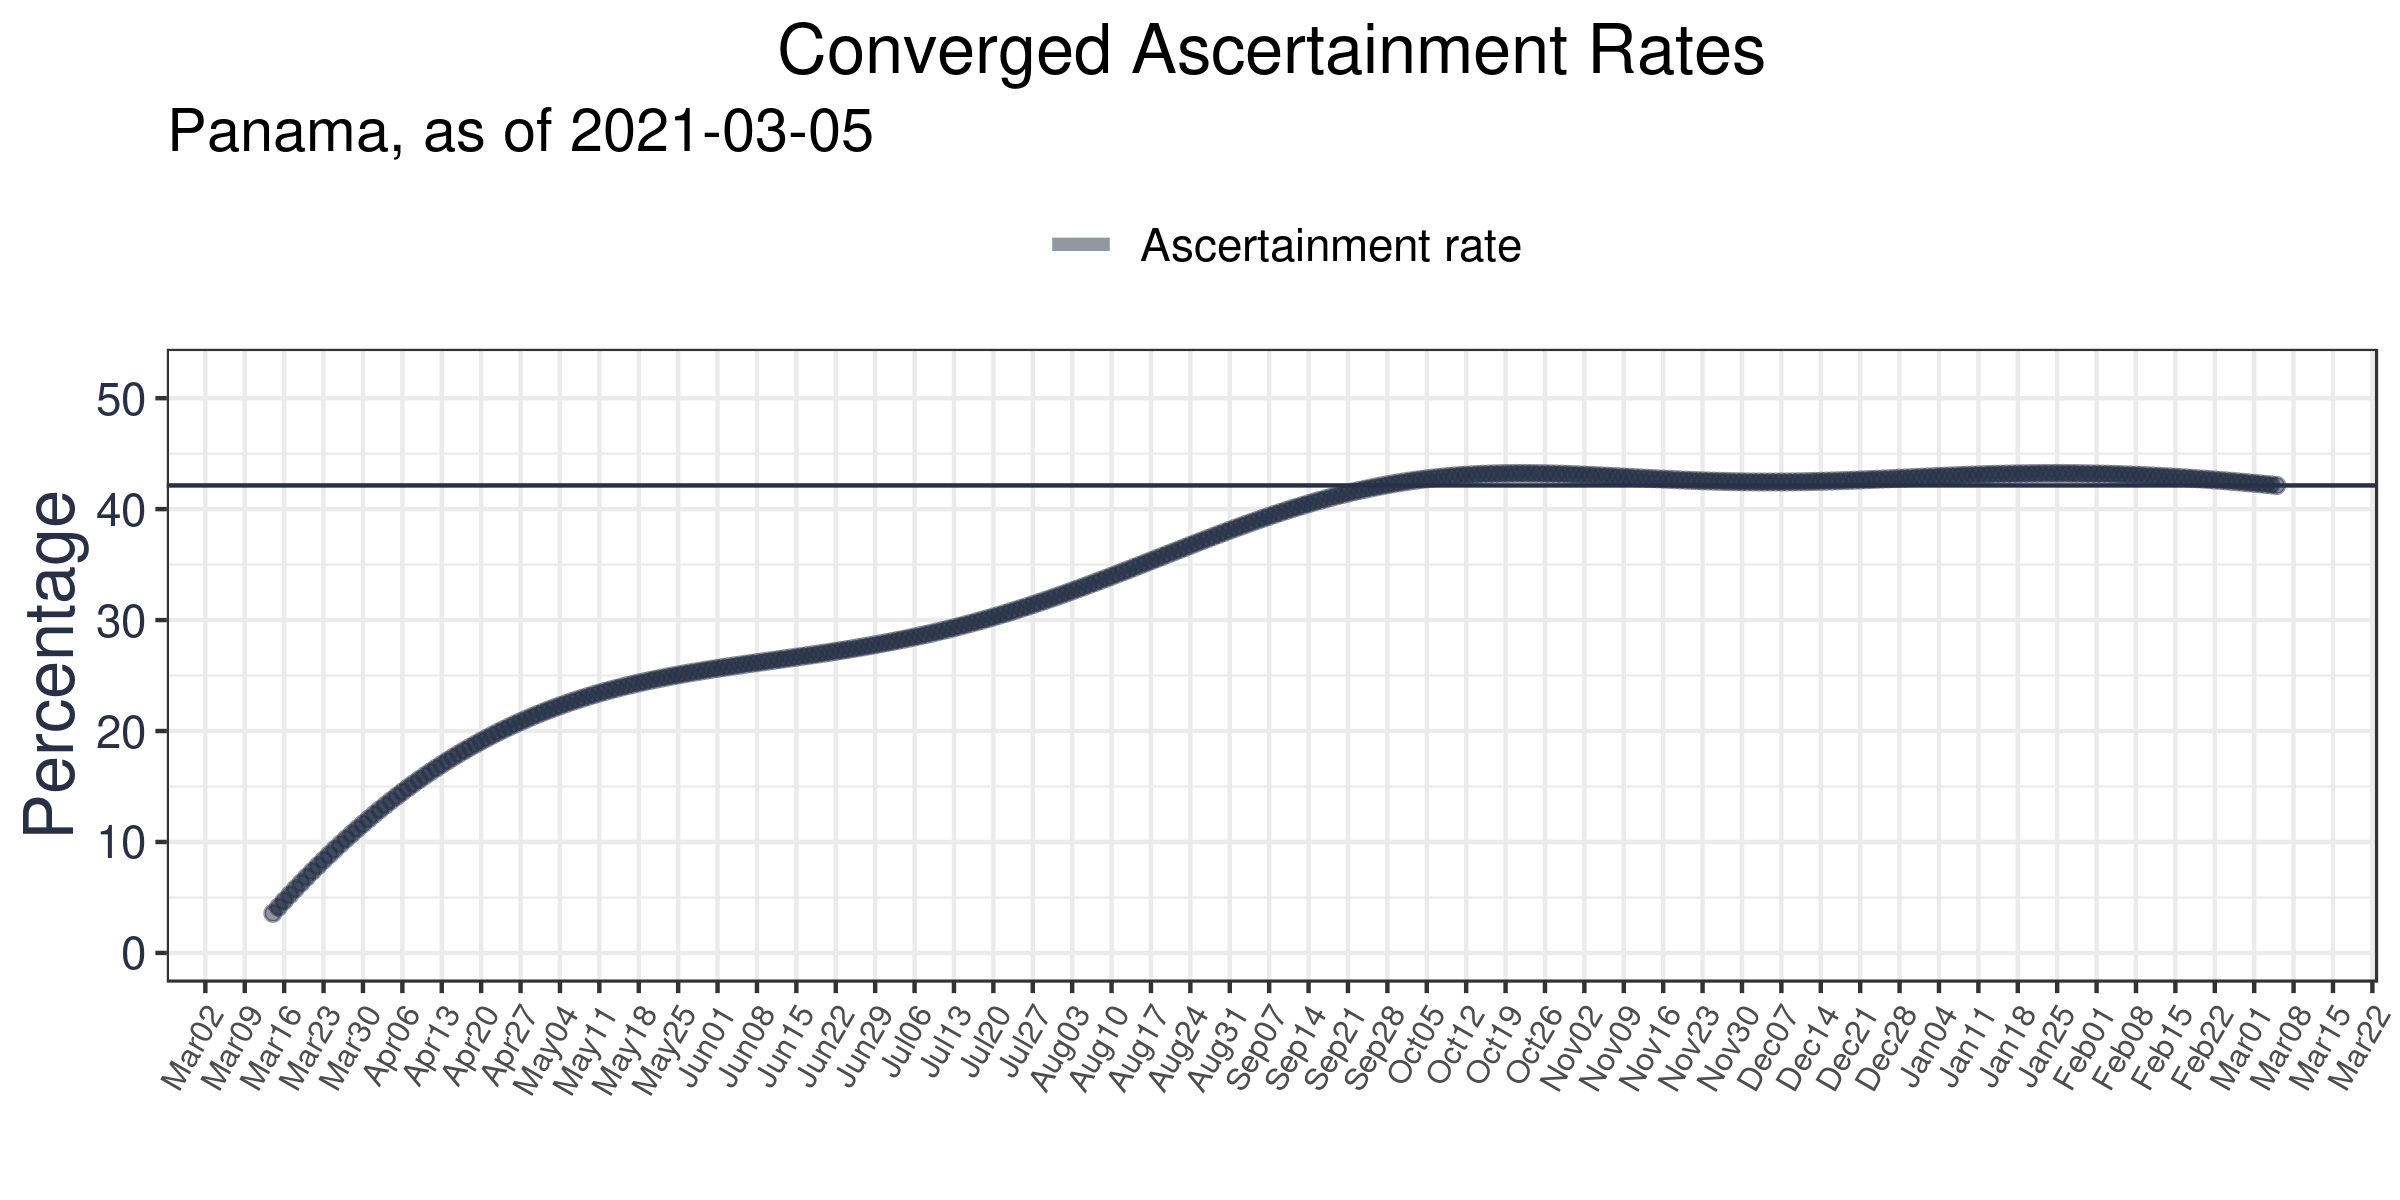 Converged Ascertainment Rates
Panama, as of 2021-03-05
Ascertainment rate
Percentage
50
40
30
20
10
0
Mar02 Mar09 Mar16 Mar23 Mar30 Apr06 Apr13 Apr20 Apr27 May04 May11 May18 May25 Jun01 Jun08 Jun15 Jun22 Jun29 Jul06 Jul13 Jul20 Jul27 Aug03 Aug10 Aug17 Aug24 Aug31 Sep07 Sep14 Sep21 Sep28 Oct05 Oct12 Oct19 Oct26 Nov02 Nov09 Nov16 Nov23 Nov30 Dec07 Dec14 Dec21 Dec28 Jan04 Jan11 Jan18 Jan25 Feb01 Feb08 Feb15 Feb22 Mar01 Mar08 Mar15 Mar22